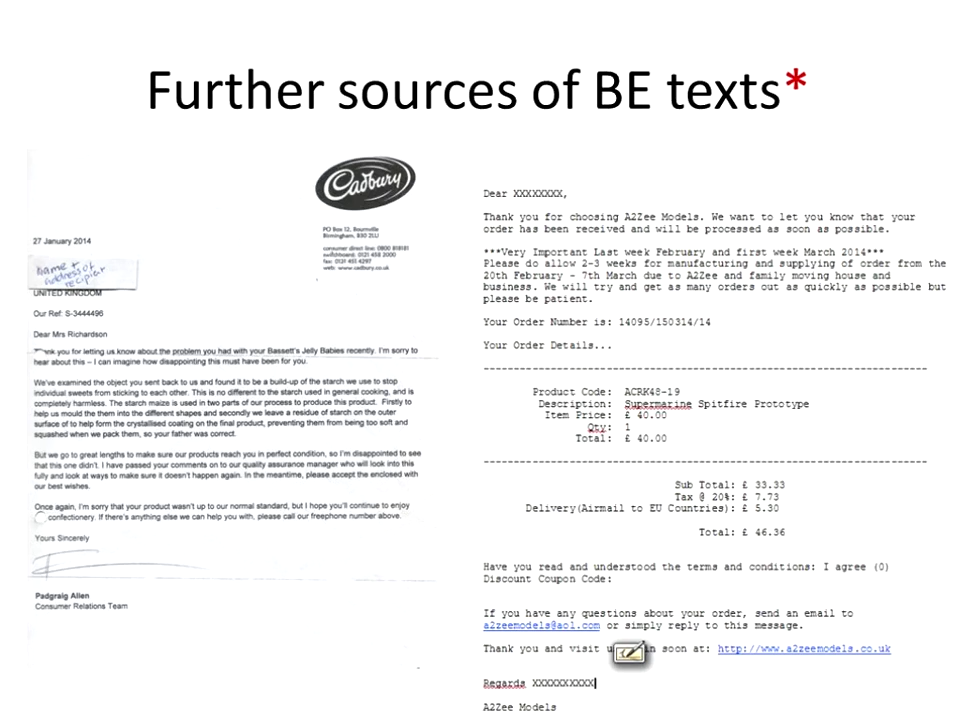 Further sources of BE texts*
Cadbury
PO Box 12, Bournville
Birmingham, B30 2LU
consumer direct line: 0800 818181
switchboard: 0121 458 2000
fax: 0131 451 4297
web: www.cadbury.co.uk
27 January 2014
Name +
address of
recipient
UNITED KINGDOM
Our Ref: S-3444496
Dear Mrs Richardson
Thank you for letting us know about the problem you had with your Bassett's Jelly Babies recently. I'm sorry to
hear about this – I can imagine how disappointing this must have been for you.
We've examined the object you sent back to us and found it to be a build-up of the starch we use to stop
individual sweets from sticking to each other. This is no different to the starch used in general cooking, and is
completely harmless. The starch maize is used in two parts of our process to produce this product. Firstly to
help us mould the them into the different shapes and secondly we leave a residue of starch on the outer
surface of to help form the crystallised coating on the final product, preventing them from being too soft and
squashed when we pack them, so your father was correct.
But we go to great lengths to make sure our products reach you in perfect condition, so I'm disappointed to see
that this one didn't. I have passed your comments on to our quality assurance manager who will look into this
fully and look at ways to make sure it doesn't happen again. In the meantime, please accept the enclosed with
our best wishes.
Once again, I'm sorry that your product wasn't up to our normal standard, but I hope you'll continue to enjoy
confectionery. If there's anything else we can help you with, please call our freephone number above.
Yours Sincerely
Padgraig Allen
Consumer Relations Team
Dear XXXXXXXX,
Thank you for choosing A2Zee Models. We want to let you know that your
order has been received and will be processed as soon as possible.
***Very Important Last week February and first week March 2014***
Please do allow 2-3 weeks for manufacturing and supplying of order from the
20th February - 7th March due to A2Zee and family moving house and
business. We will try and get as many orders out as quickly as possible but
please be patient.
Your Order Number is: 14095/150314/14
Your Order Details...
--------------------------------------------------------------------------
Product Code: ACRK48-19
Description: Supermarine Spitfire Prototype
Item Price: £ 40.00
Qty: 1
Total: £ 40.00
--------------------------------------------------------------------------
Sub Total: £ 33.33
Tax @ 20%: £ 7.73
Delivery(Airmail to EU Countries): £ 5.30
Total: £ 46.36
Have you read and understood the terms and conditions: I agree (0)
Discount Coupon Code:
If you have any questions about your order, send an email to
a2zeemodels@aol.com or simply reply to this message.
Thank you and visit in soon at: http://www.a2zeemodels.co.uk
Regards XXXXXXXXXX
A2Zee Models